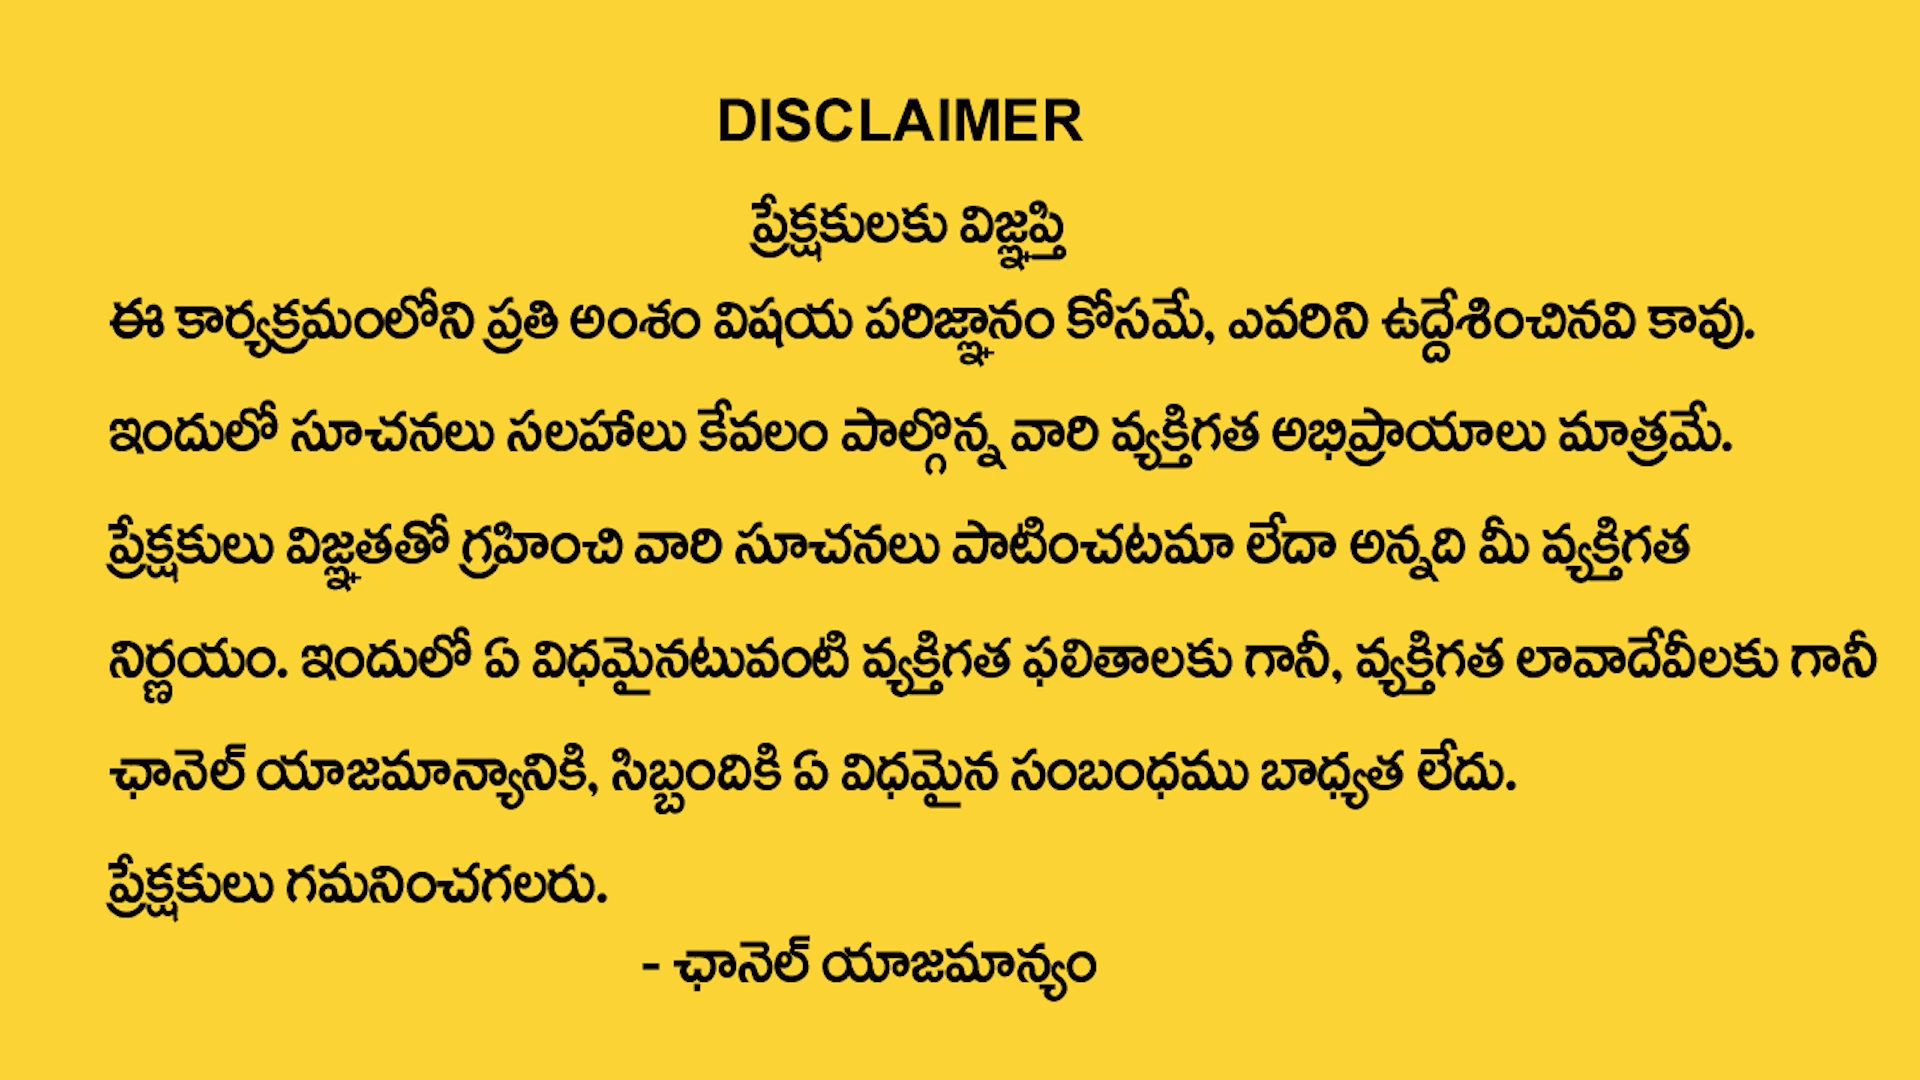 DISCLAIMER
ప్రేక్షకులకు విజ్ఞప్తి
ఈ కార్యక్రమంలోని ప్రతి అంశం విషయ పరిజ్ఞానం కోసమే, ఎవరిని ఉద్దేశించినవి కావు.
ఇందులో సూచనలు సలహాలు కేవలం పాల్గొన్న వారి వ్యక్తిగత అభిప్రాయాలు మాత్రమే.
ప్రేక్షకులు విజ్ఞతతో గ్రహించి వారి సూచనలు పాటించటమా లేదా అన్నది మీ వ్యక్తిగత
నిర్ణయం. ఇందులో ఏ విధమైనటువంటి వ్యక్తిగత ఫలితాలకు గానీ, వ్యక్తిగత లావాదేవీలకు గానీ
ఛానెల్ యాజమాన్యానికి, సిబ్బందికి ఏ విధమైన సంబంధము బాధ్యత లేదు.
ప్రేక్షకులు గమనించగలరు.
- ఛానెల్ యాజమాన్యం